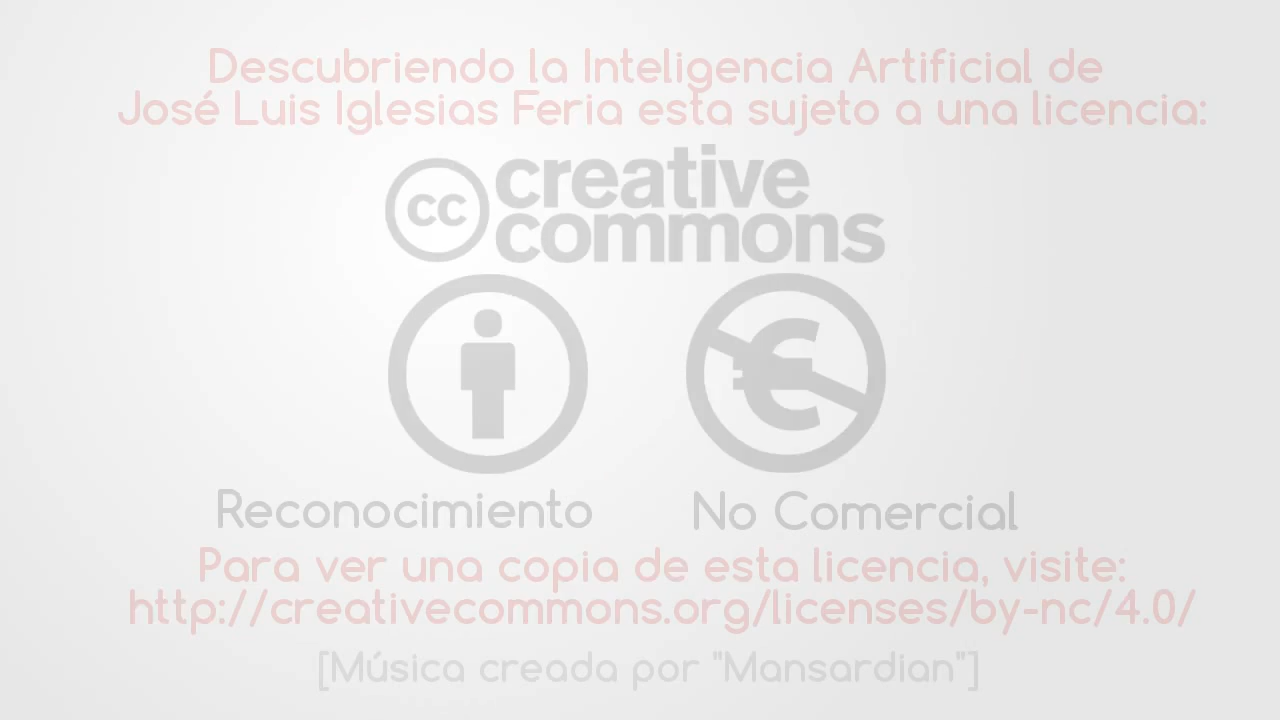 Descubriendo la Inteligencia Artificial de
José Luis Iglesias Feria esta sujeto a una licencia:
cc creative
commons
Reconocimiento No Comercial
Para ver una copia de esta licencia, visite:
http://creativecommons.org/licenses/by-nc/4.0/
[Música creada por "Mansardian"]